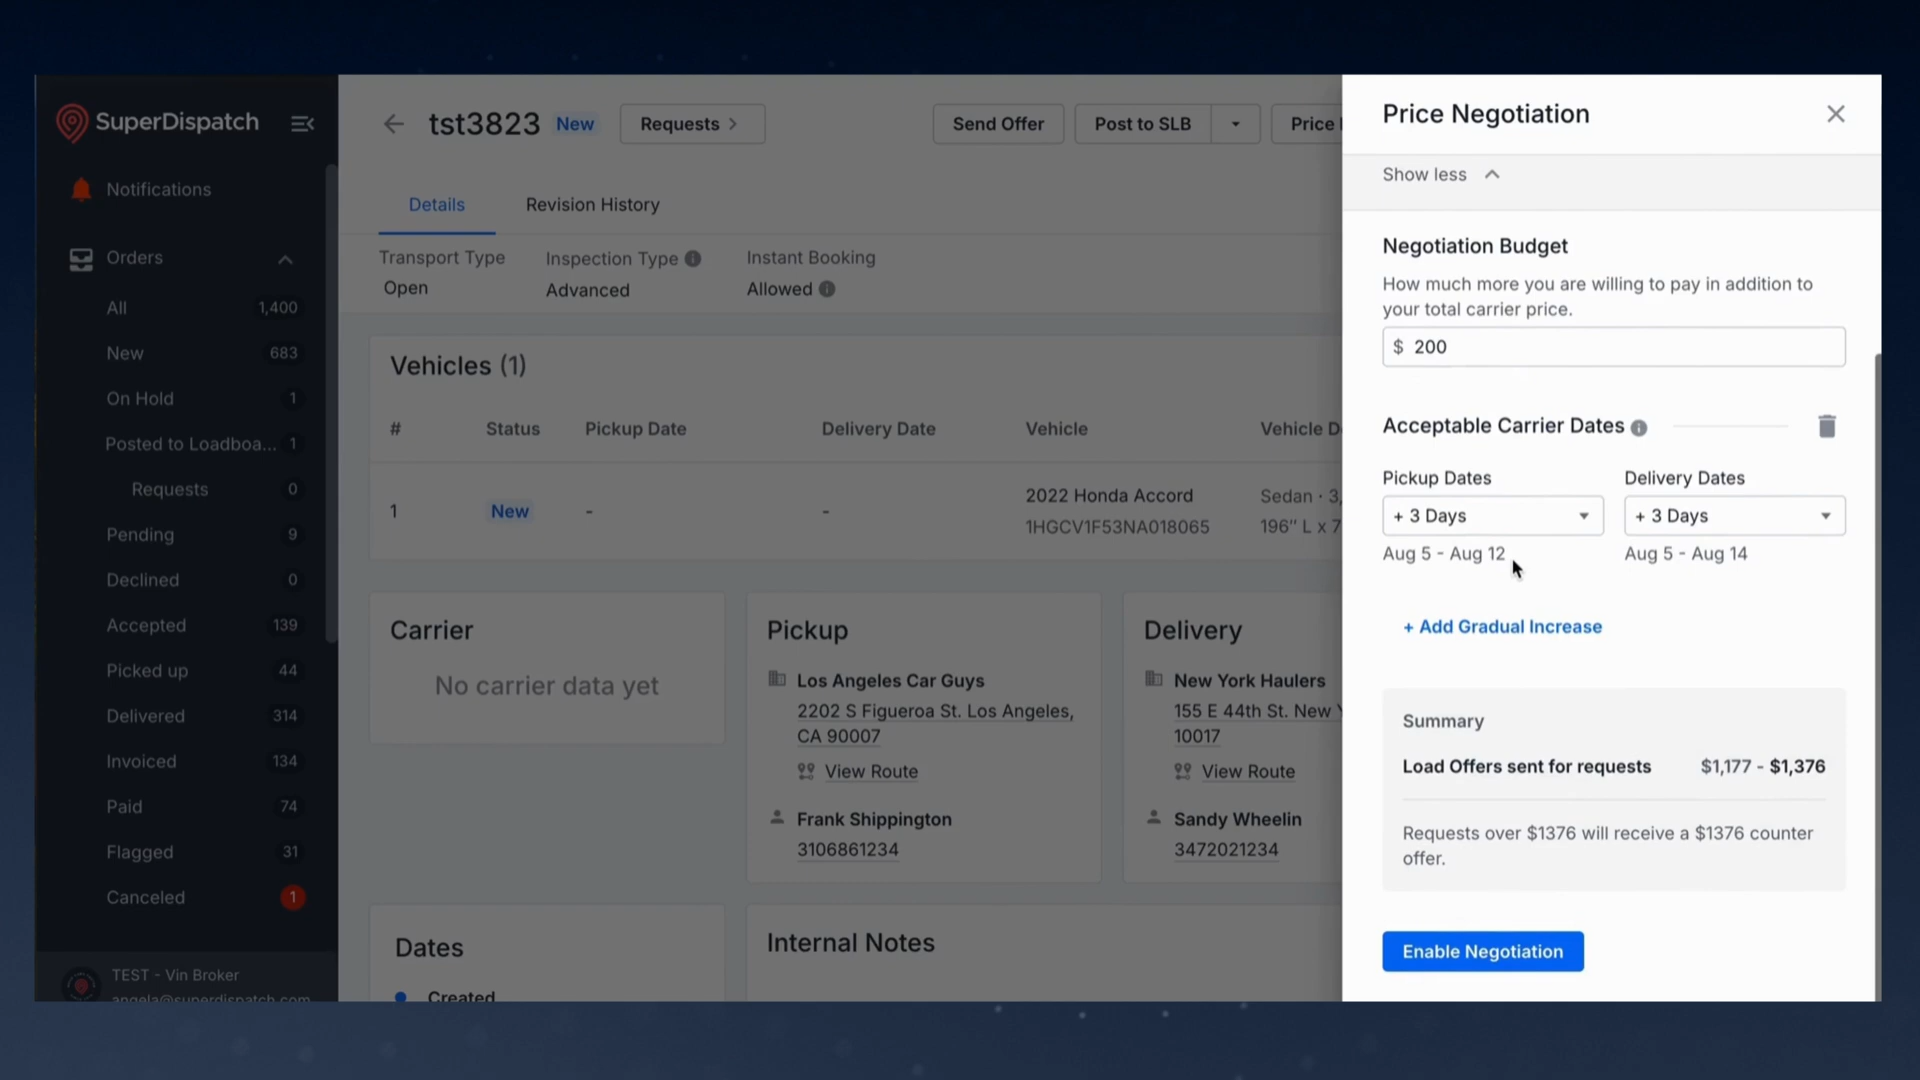 SuperDispatch
Notifications
Orders
All 1,400
New 683
On Hold 1
Posted to Loadboa... 1
Requests 0
Pending 9
Declined 0
Accepted 139
Picked up 44
Delivered 314
Invoiced 134
Paid 74
Flagged 31
Canceled 1
TEST - Vin Broker
angela@superdispatch.com
tst3823 New Requests
Send Offer Post to SLB Price
Details Revision History
Transport Type Inspection Type Instant Booking
Open Advanced Allowed
Vehicles (1)
# Status Pickup Date Delivery Date Vehicle Vehicle D
1 New - - 2022 Honda Accord Sedan · 3,
1HGCV1F53NA018065 196" L x 7
Carrier
No carrier data yet
Pickup
Los Angeles Car Guys
2202 S Figueroa St. Los Angeles,
CA 90007
View Route
Frank Shippington
3106861234
Delivery
New York Haulers
155 E 44th St. New Y
10017
View Route
Sandy Wheelin
3472021234
Dates
Created
Internal Notes
Price Negotiation
Show less
Negotiation Budget
How much more you are willing to pay in addition to
your total carrier price.
$ 200
Acceptable Carrier Dates
Pickup Dates Delivery Dates
+ 3 Days + 3 Days
Aug 5 - Aug 12 Aug 5 - Aug 14
+ Add Gradual Increase
Summary
Load Offers sent for requests $1,177 - $1,376
Requests over $1376 will receive a $1376 counter
offer.
Enable Negotiation